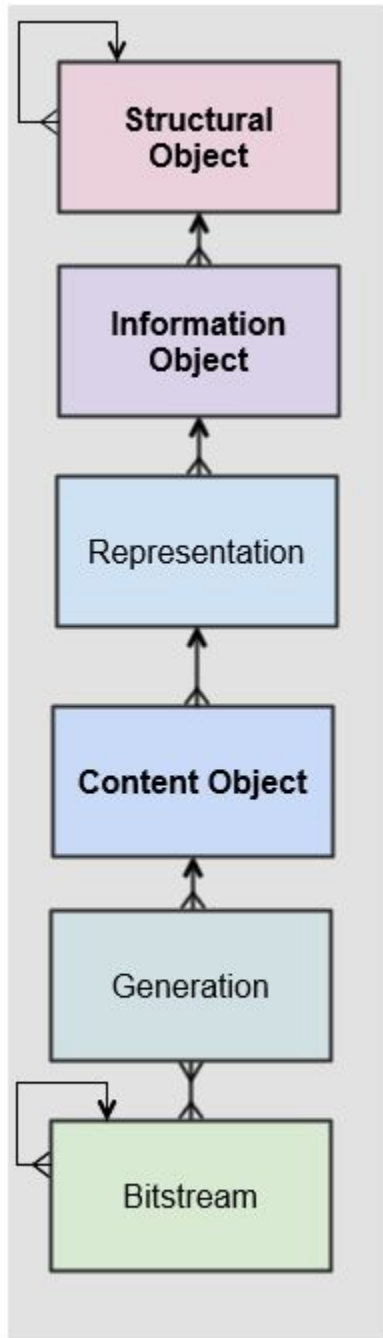 Structural
Object
Information
Object
Representation
Content Object
Generation
Bitstream